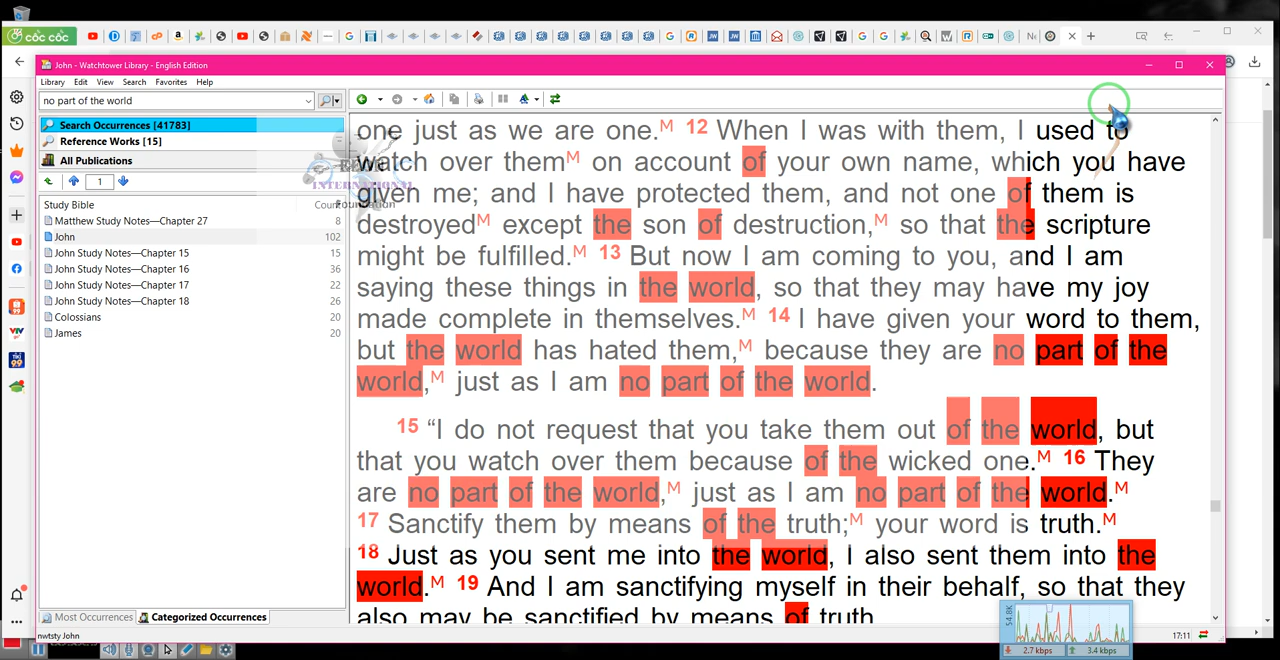 cốc cốc
John - Watchtower Library - English Edition
Library Edit View Search Favorites Help
no part of the world
Search Occurrences [41783]
Reference Works [15]
All Publications
1
Study Bible
Matthew Study Notes—Chapter 27 8
John 102
John Study Notes—Chapter 15 15
John Study Notes—Chapter 16 36
John Study Notes—Chapter 17 22
John Study Notes—Chapter 18 26
Colossians 20
James 20
Most Occurrences Categorized Occurrences
nwtsty John
INTERNATIONAL
Foundation
one just as we are one.M 12 When I was with them, I used to
watch over themM on account of your own name, which you have
given me; and I have protected them, and not one of them is
destroyedM except the son of destruction,M so that the scripture
might be fulfilled.M 13 But now I am coming to you, and I am
saying these things in the world, so that they may have my joy
made complete in themselves.M 14 I have given your word to them,
but the world has hated them,M because they are no part of the
world,M just as I am no part of the world.
15 “I do not request that you take them out of the world, but
that you watch over them because of the wicked one.M 16 They
are no part of the world,M just as I am no part of the world.M
17 Sanctify them by means of the truth;M your word is truth.M
18 Just as you sent me into the world, I also sent them into the
world.M 19 And I am sanctifying myself in their behalf, so that they
also may be sanctified by means of truth
54.8K
2.7 kbps 3.4 kbps
17:11